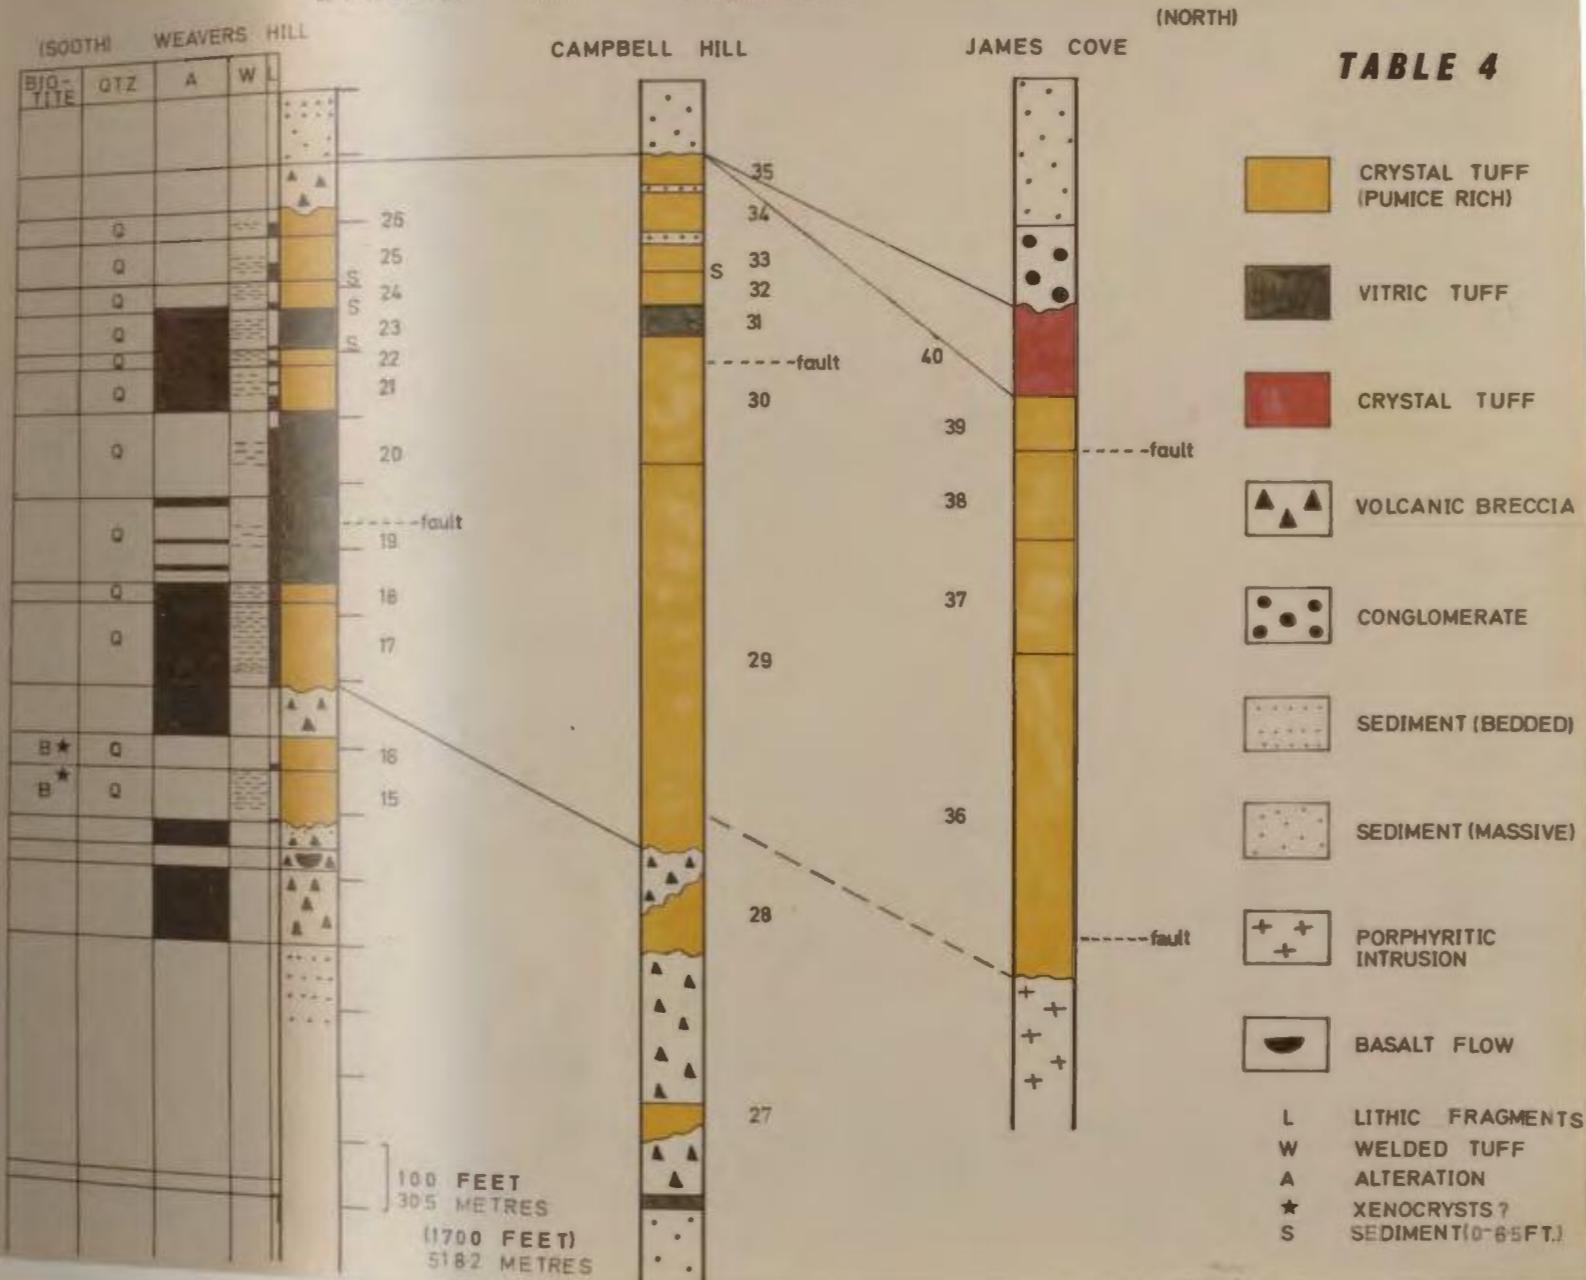 (NORTH)
(SOUTH) WEAVERS HILL
CAMPBELL HILL
JAMES COVE
TABLE 4
BIO-
TITE
QTZ
A
W
L
26
Q
25
Q
S
24
Q
S
23
Q
S
22
Q
21
Q
20
Q
fault
19
Q
18
Q
17
Q
16
B★ Q
15
B★ Q
100 FEET
30.5 METRES
(1700 FEET)
518.2 METRES
35
34
33
S
32
31
fault
30
29
28
27
40
39
fault
38
37
36
fault
CRYSTAL TUFF
(PUMICE RICH)
VITRIC TUFF
CRYSTAL TUFF
VOLCANIC BRECCIA
CONGLOMERATE
SEDIMENT (BEDDED)
SEDIMENT (MASSIVE)
PORPHYRITIC
INTRUSION
BASALT FLOW
L LITHIC FRAGMENTS
W WELDED TUFF
A ALTERATION
★ XENOCRYSTS?
S SEDIMENT (0-6.5FT.)